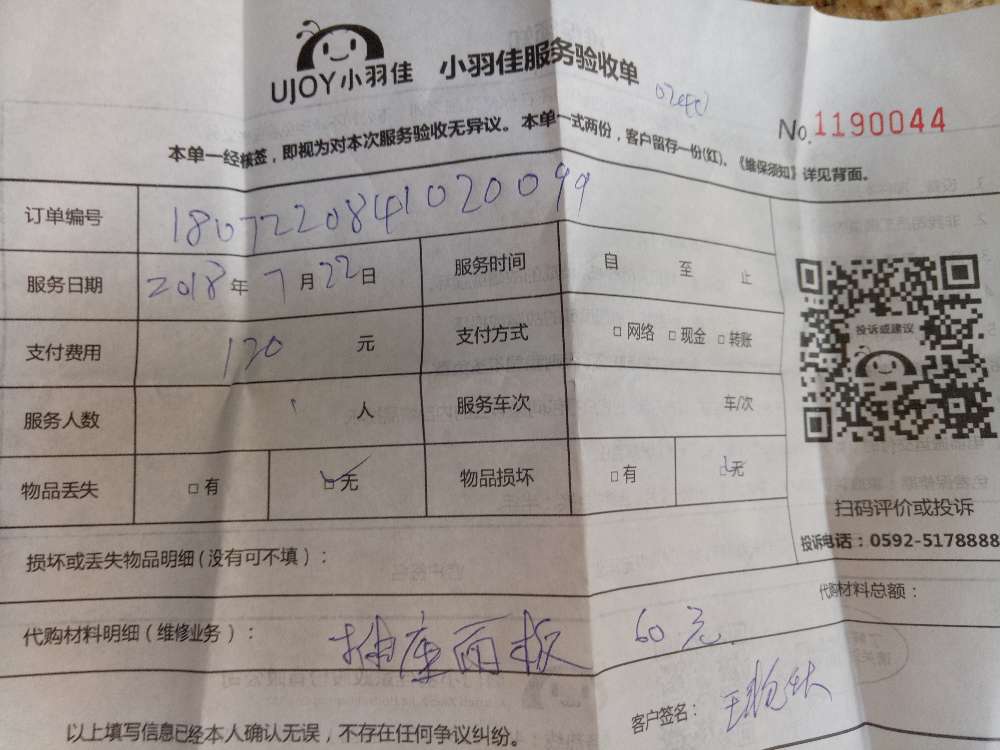 UJOY小羽佳 小羽佳服务验收单
No.1190044
本单一经核签，即视为对本次服务验收无异议。本单一式两份，客户留存一份(红)。《维保须知》详见背面。
订单编号 1807220841020099
服务日期 2018年7月22日 服务时间 自 至 止
支付费用 120 元 支付方式 □网络 □现金 □转账
服务人数 1 人 服务车次 车/次
物品丢失 □有 ☑无 物品损坏 □有 ☑无
投诉或建议
扫码评价或投诉
投诉电话：0592-5178888
损坏或丢失物品明细(没有可不填)：
代购材料总额：
代购材料明细(维修业务)： 板 60元
客户签名：
以上填写信息已经本人确认无误，不存在任何争议纠纷。